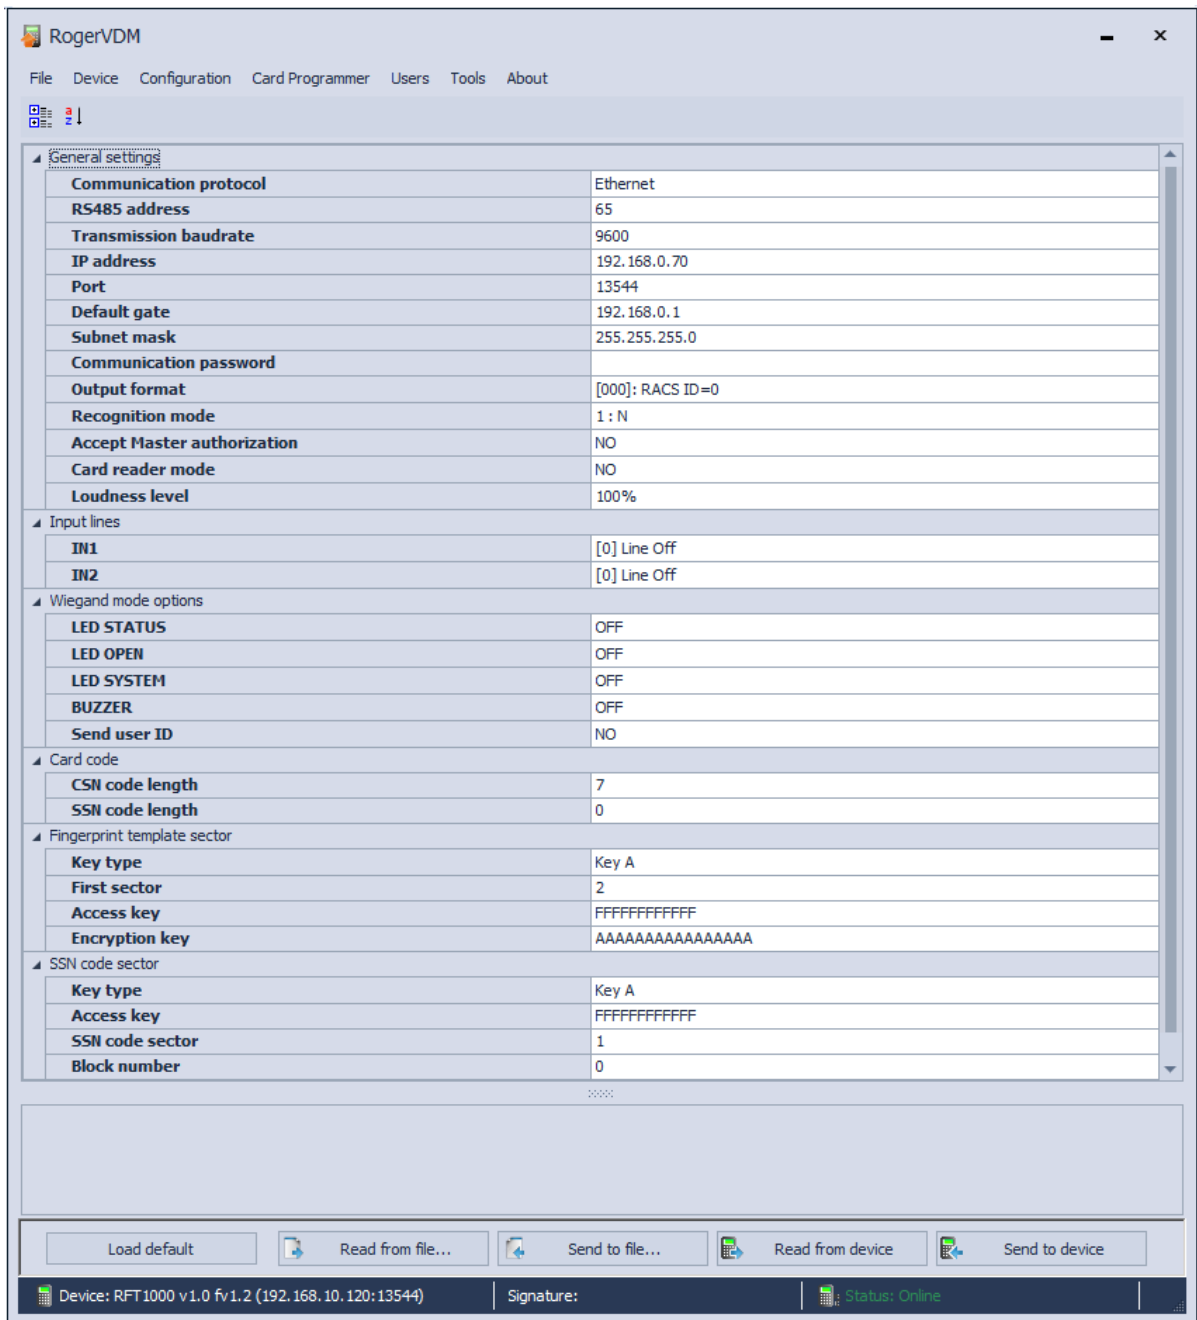 RogerVDM
File Device Configuration Card Programmer Users Tools About
General settings
Communication protocol Ethernet
RS485 address 65
Transmission baudrate 9600
IP address 192.168.0.70
Port 13544
Default gate 192.168.0.1
Subnet mask 255.255.255.0
Communication password
Output format [000]: RACS ID=0
Recognition mode 1 : N
Accept Master authorization NO
Card reader mode NO
Loudness level 100%
Input lines
IN1 [0] Line Off
IN2 [0] Line Off
Wiegand mode options
LED STATUS OFF
LED OPEN OFF
LED SYSTEM OFF
BUZZER OFF
Send user ID NO
Card code
CSN code length 7
SSN code length 0
Fingerprint template sector
Key type Key A
First sector 2
Access key FFFFFFFFFFFF
Encryption key AAAAAAAAAAAAAAAA
SSN code sector
Key type Key A
Access key FFFFFFFFFFFF
SSN code sector 1
Block number 0
Load default Read from file... Send to file... Read from device Send to device
Device: RFT1000 v1.0 fv1.2 (192.168.10.120:13544) Signature: Status: Online